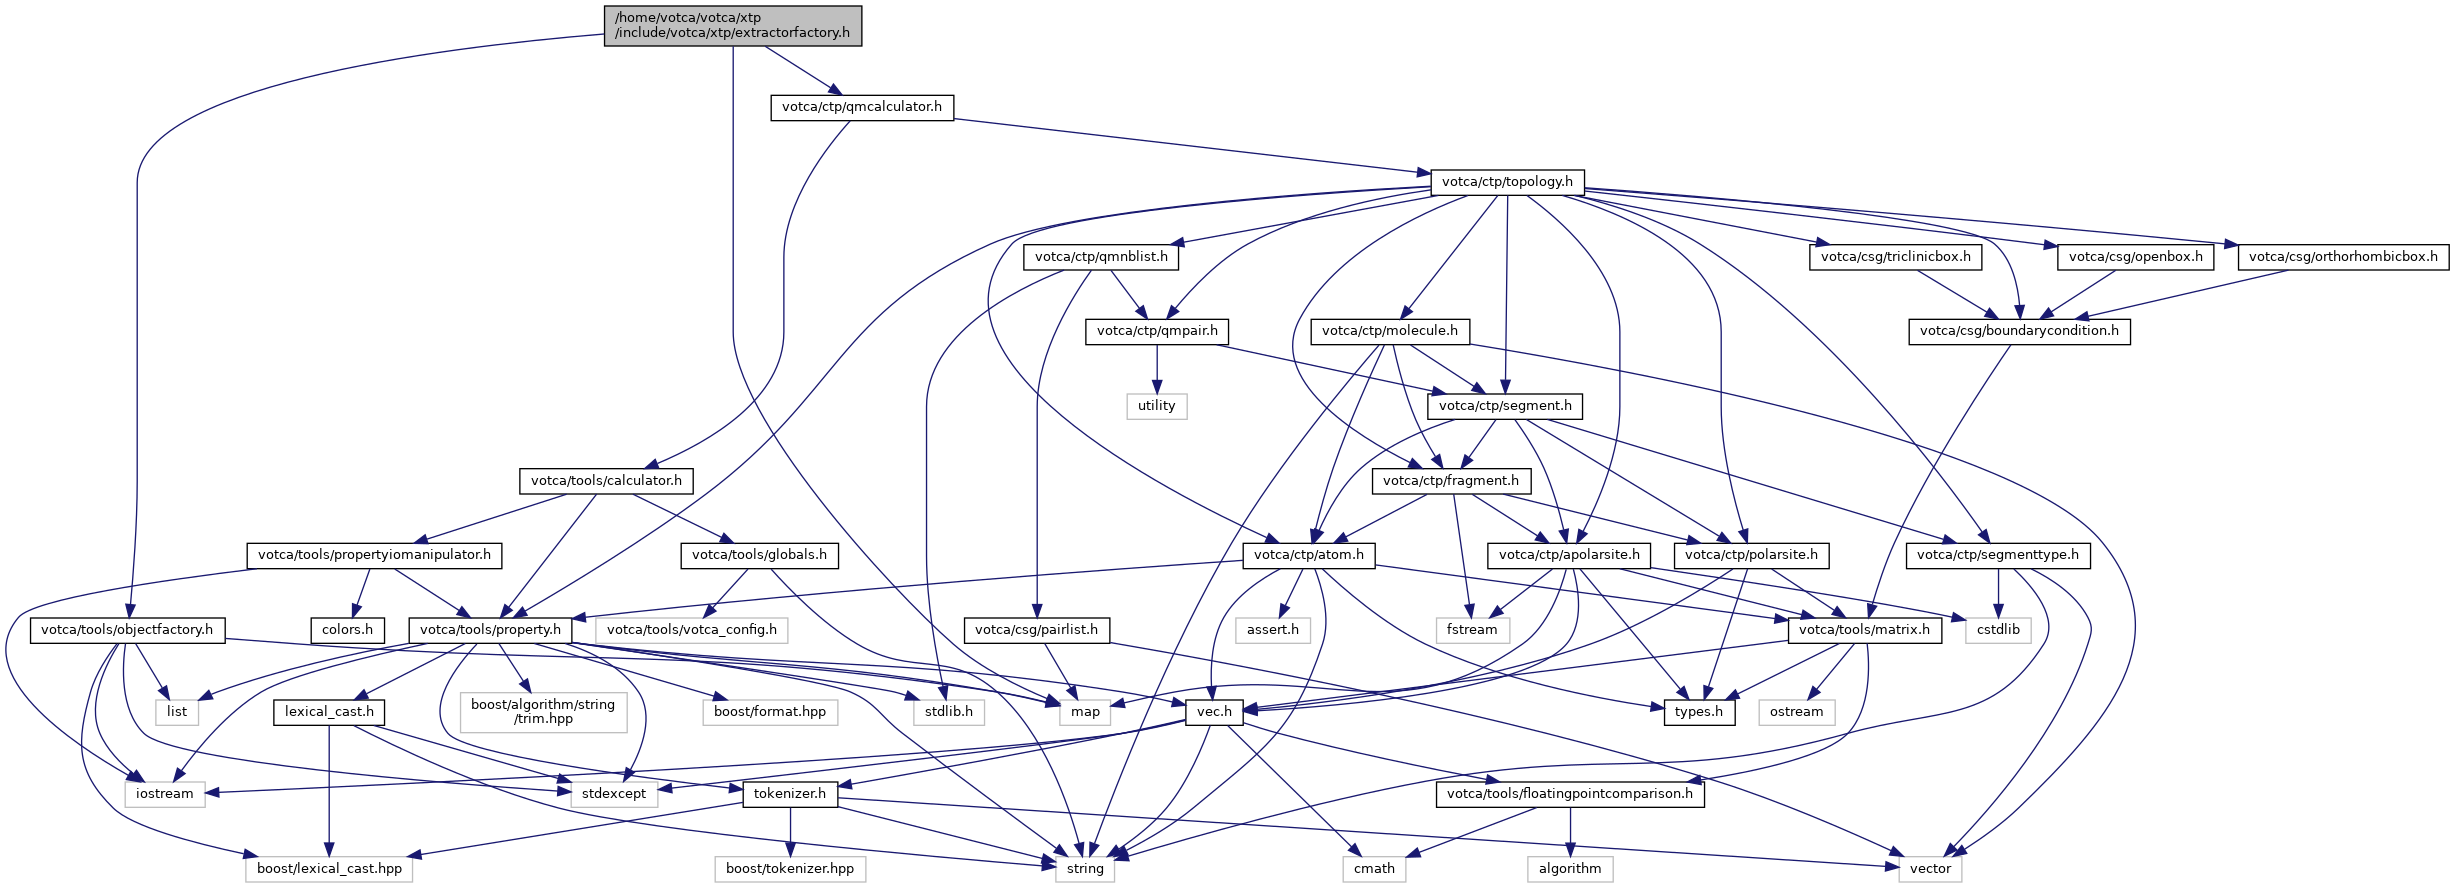 /home/votca/votca/xtp
/include/votca/xtp/extractorfactory.h
votca/ctp/qmcalculator.h
votca/ctp/topology.h
votca/ctp/qmnblist.h
votca/csg/triclinicbox.h
votca/csg/openbox.h
votca/csg/orthorhombicbox.h
votca/ctp/qmpair.h
votca/ctp/molecule.h
votca/csg/boundarycondition.h
utility
votca/ctp/segment.h
votca/tools/calculator.h
votca/ctp/fragment.h
votca/tools/propertyiomanipulator.h
votca/tools/globals.h
votca/ctp/atom.h
votca/ctp/apolarsite.h
votca/ctp/polarsite.h
votca/ctp/segmenttype.h
votca/tools/objectfactory.h
colors.h
votca/tools/property.h
votca/tools/votca_config.h
votca/csg/pairlist.h
assert.h
fstream
votca/tools/matrix.h
cstdlib
list
lexical_cast.h
boost/algorithm/string
/trim.hpp
boost/format.hpp
stdlib.h
map
vec.h
types.h
ostream
iostream
stdexcept
tokenizer.h
votca/tools/floatingpointcomparison.h
boost/lexical_cast.hpp
boost/tokenizer.hpp
string
cmath
algorithm
vector